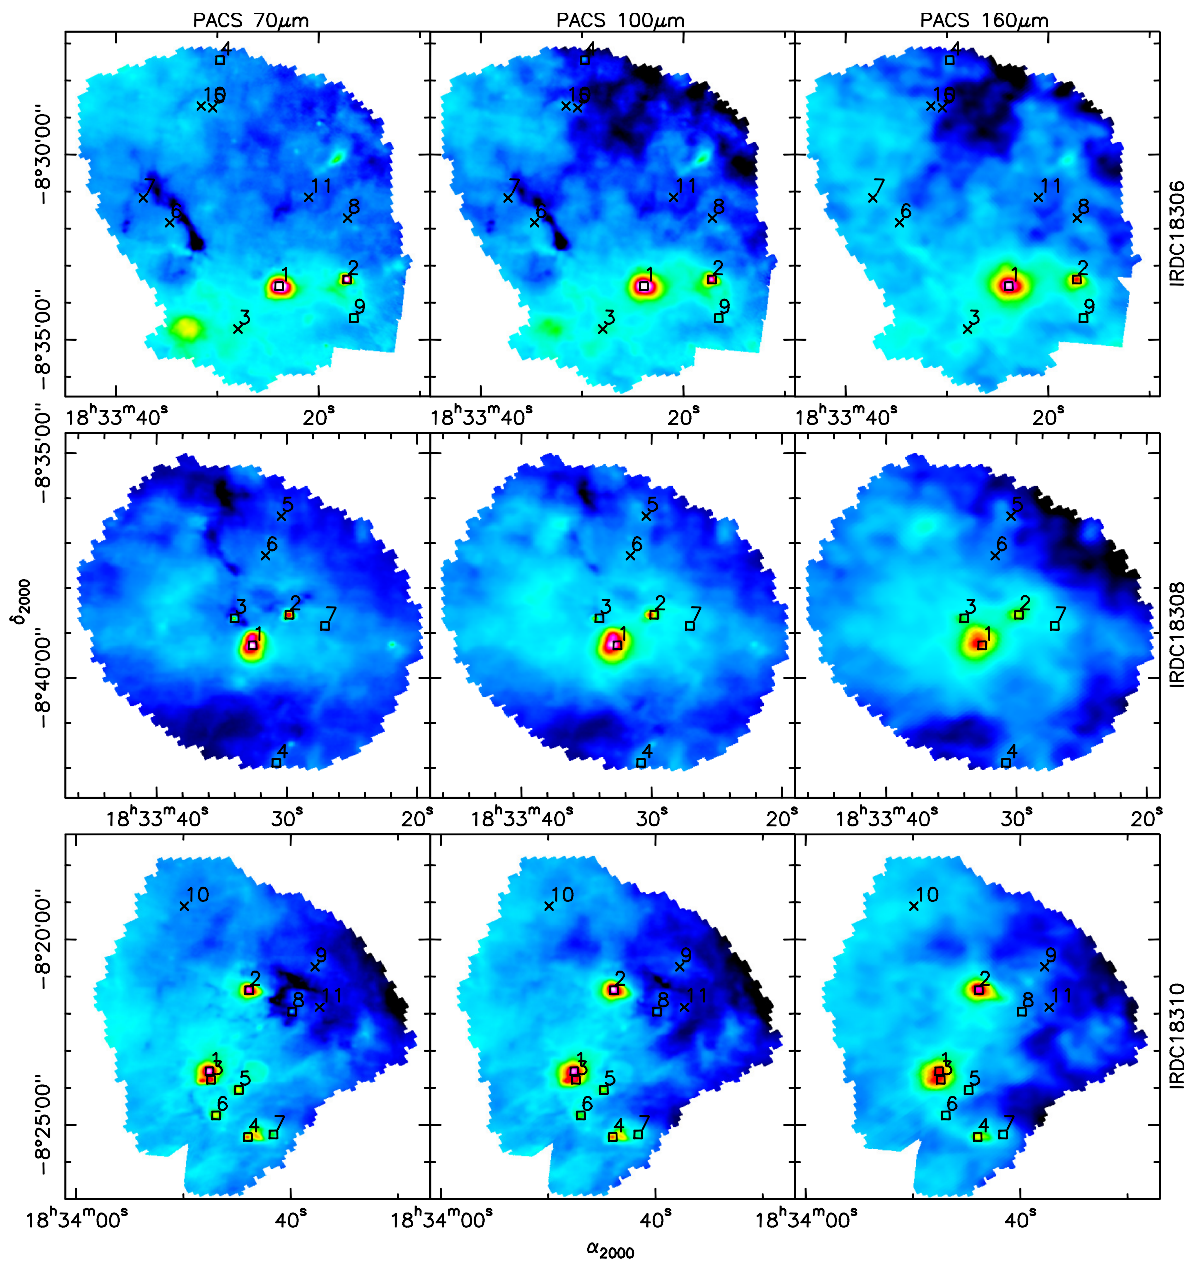 PACS 70μm PACS 100μm PACS 160μm
4 4 4
10 5 10 5 10 5
−8°30'00"
7 11 7 11 7 11
6 8 6 8 6 8
IRDC18306
1 2 1 2 1 2
3 9 3 9 3 9
−8°35'00"
18ʰ33ᵐ40ˢ 20ˢ 18ʰ33ᵐ40ˢ 20ˢ 18ʰ33ᵐ40ˢ 20ˢ
−8°35'00"
5 5 5
6 6 6
δ₂₀₀₀
3 2 7 3 2 7 3 2 7
1 1 1
IRDC18308
−8°40'00"
4 4 4
18ʰ33ᵐ40ˢ 30ˢ 20ˢ 18ʰ33ᵐ40ˢ 30ˢ 20ˢ 18ʰ33ᵐ40ˢ 30ˢ 20ˢ
10 10 10
−8°20'00"
9 9 9
2 8 11 2 8 11 2 8 11
IRDC18310
1 1 1
3 5 3 5 3 5
6 6 6
4 7 4 7 4 7
−8°25'00"
18ʰ34ᵐ00ˢ 40ˢ 18ʰ34ᵐ00ˢ 40ˢ 18ʰ34ᵐ00ˢ 40ˢ
α₂₀₀₀